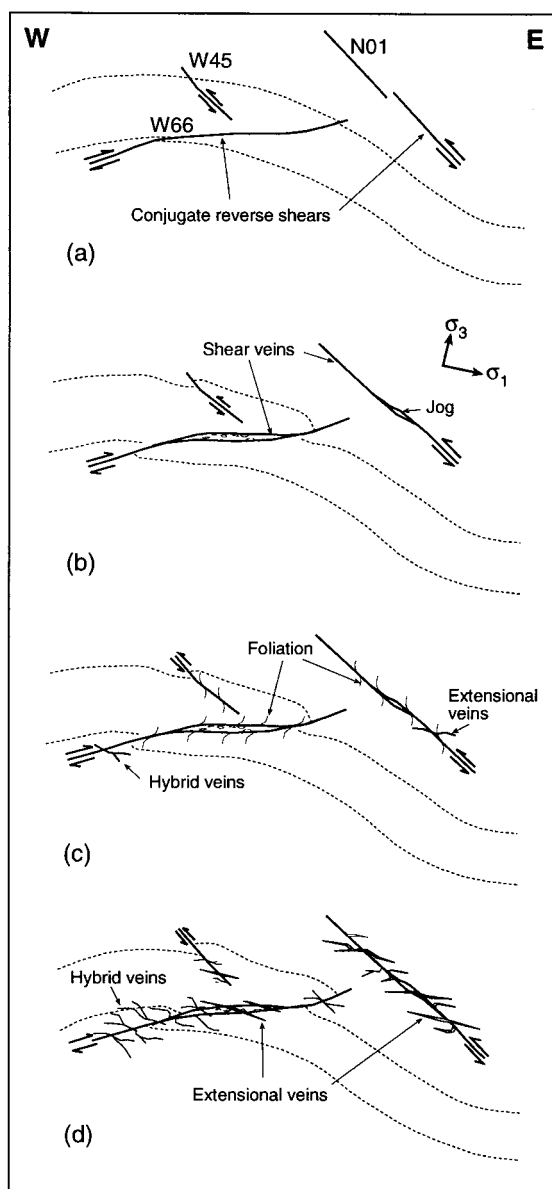 W
E
N01
W45
W66
Conjugate reverse shears
(a)
σ3
σ1
Shear veins
Jog
(b)
Foliation
Extensional
veins
Hybrid veins
(c)
Hybrid veins
Extensional veins
(d)